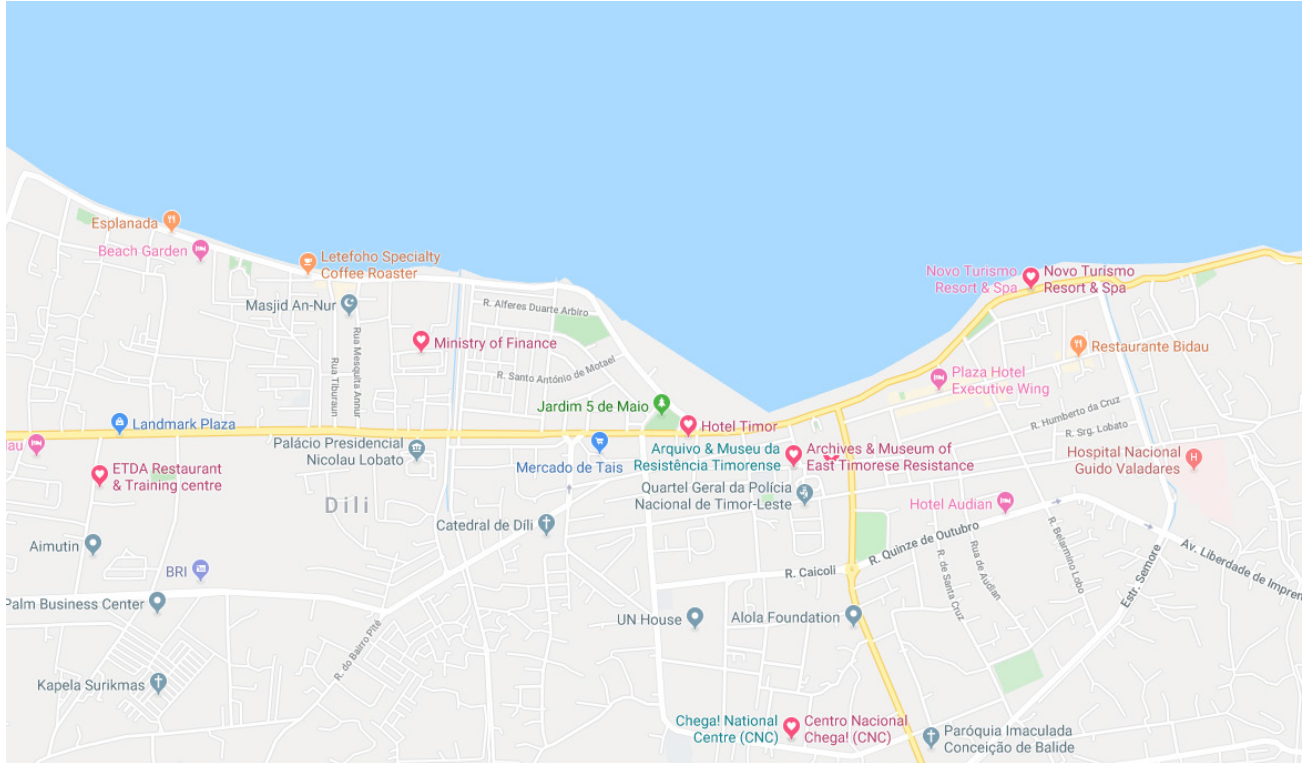 Esplanada
Beach Garden
Letefoho Specialty
Coffee Roaster
Novo Turismo
Resort & Spa
Novo Turismo
Resort & Spa
Masjid An-Nur
R. Alferes Duarte Arbiro
Rua Mesquita Annur
Rua Tiburaun
Ministry of Finance
R. Santo António de Motael
Restaurante Bidau
Plaza Hotel
Executive Wing
Jardim 5 de Maio
Landmark Plaza
Hotel Timor
R. Humberto da Cruz
R. Srg. Lobato
au
Palácio Presidencial
Nicolau Lobato
Mercado de Tais
Arquivo & Museu da
Resistência Timorense
Archives & Museum of
East Timorese Resistance
Hospital Nacional
Guido Valadares
ETDA Restaurant
& Training centre
Quartel Geral da Polícia
Nacional de Timor-Leste
Hotel Audian
Díli
Catedral de Díli
Aimutin
R. Quinze de Outubro
R. Belarmino Lobo
Av. Liberdade de Impren
BRI
R. Caicoli
R. de Santa Cruz
Rua de Audian
Estr. Semore
Palm Business Center
UN House
Alola Foundation
R. do Bairro Pité
Kapela Surikmas
Chega! National
Centre (CNC)
Centro Nacional
Chega! (CNC)
Paróquia Imaculada
Conceição de Balide